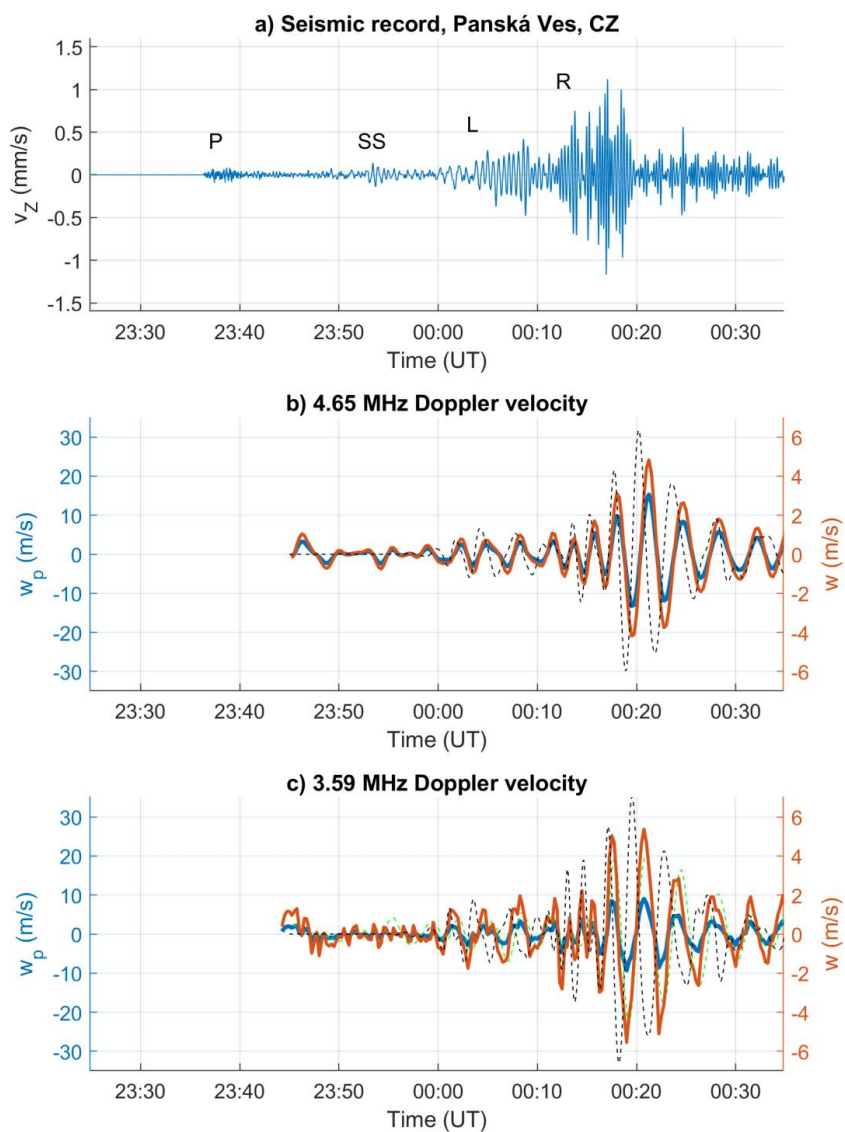 a) Seismic record, Panská Ves, CZ
1.5
1
0.5
0
-0.5
-1
-1.5
v_Z (mm/s)
P
SS
L
R
23:30 23:40 23:50 00:00 00:10 00:20 00:30
Time (UT)
b) 4.65 MHz Doppler velocity
30
20
10
0
-10
-20
-30
w_p (m/s)
6
4
2
0
-2
-4
-6
w (m/s)
23:30 23:40 23:50 00:00 00:10 00:20 00:30
Time (UT)
c) 3.59 MHz Doppler velocity
30
20
10
0
-10
-20
-30
w_p (m/s)
6
4
2
0
-2
-4
-6
w (m/s)
23:30 23:40 23:50 00:00 00:10 00:20 00:30
Time (UT)